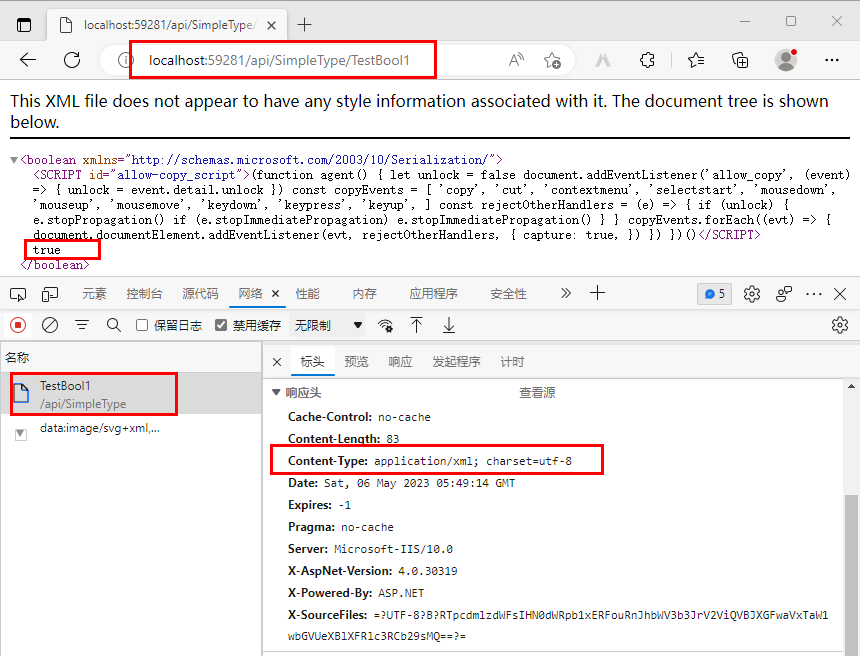 localhost:59281/api/SimpleType/
localhost:59281/api/SimpleType/TestBool1
This XML file does not appear to have any style information associated with it. The document tree is shown
below.
<boolean xmlns="http://schemas.microsoft.com/2003/10/Serialization/">
<SCRIPT id="allow-copy_script">(function agent() { let unlock = false document.addEventListener('allow_copy', (event)
=> { unlock = event.detail.unlock }) const copyEvents = [ 'copy', 'cut', 'contextmenu', 'selectstart', 'mousedown',
'mouseup', 'mousemove', 'keydown', 'keypress', 'keyup', ] const rejectOtherHandlers = (e) => { if (unlock) {
e.stopPropagation() if (e.stopImmediatePropagation) e.stopImmediatePropagation() } } copyEvents.forEach((evt) => {
document.documentElement.addEventListener(evt, rejectOtherHandlers, { capture: true, }) }) })()</SCRIPT>
true
</boolean>
元素 控制台 源代码 网络 性能 内存 应用程序 安全性 5
保留日志 禁用缓存 无限制
名称
标头 预览 响应 发起程序 计时
TestBool1
/api/SimpleType
data:image/svg+xml,...
响应头 查看源
Cache-Control: no-cache
Content-Length: 83
Content-Type: application/xml; charset=utf-8
Date: Sat, 06 May 2023 05:49:14 GMT
Expires: -1
Pragma: no-cache
Server: Microsoft-IIS/10.0
X-AspNet-Version: 4.0.30319
X-Powered-By: ASP.NET
X-SourceFiles: =?UTF-8?B?RTpcdmlzdWFsIHN0dWRpb1xERFouRnJhbWV3b3JrV2ViQVBJXGFwaVxTaW1
wbGVUeXBlXFRlc3RCb29sMQ==?=